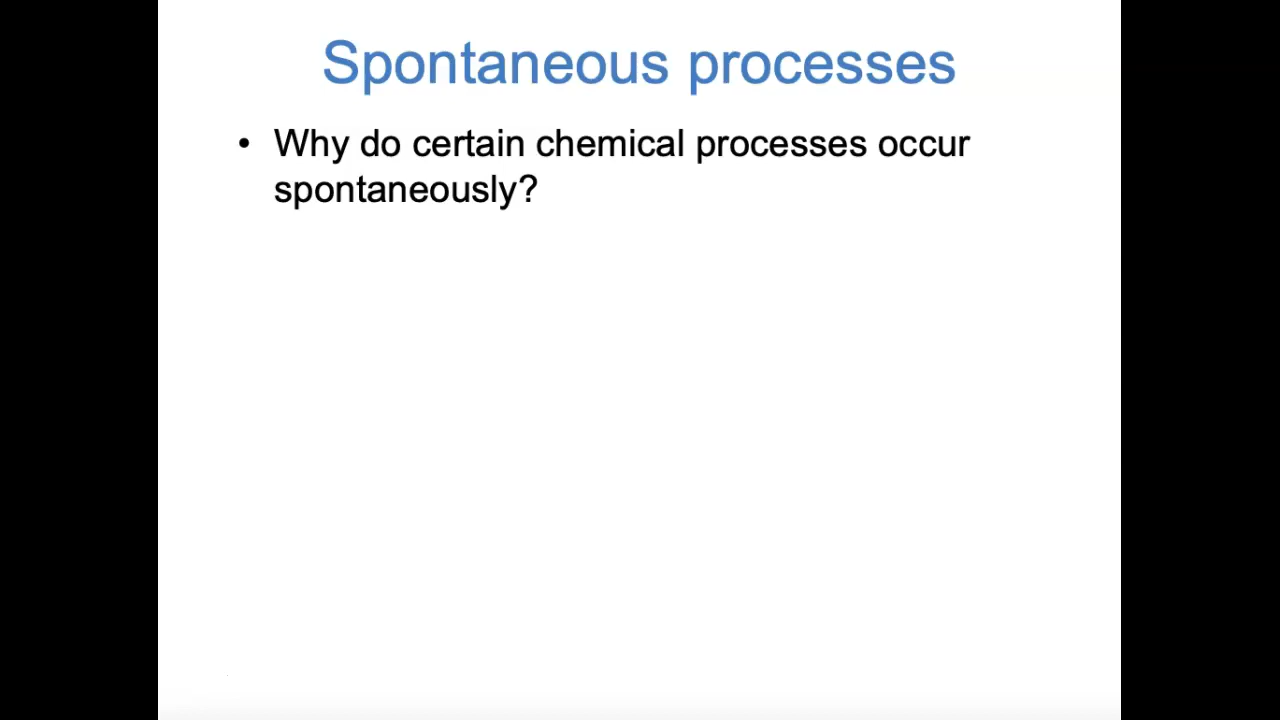 Spontaneous processes
• Why do certain chemical processes occur
spontaneously?